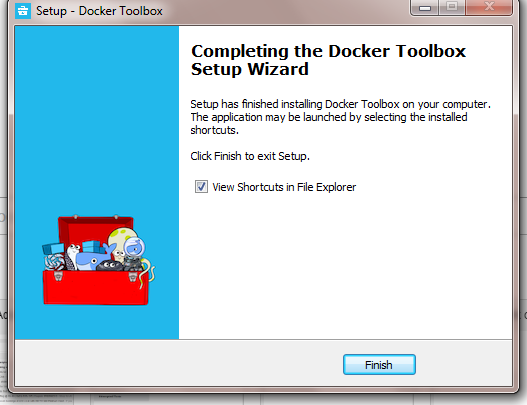 Setup - Docker Toolbox
Completing the Docker Toolbox
Setup Wizard
Setup has finished installing Docker Toolbox on your computer.
The application may be launched by selecting the installed
shortcuts.
Click Finish to exit Setup.
View Shortcuts in File Explorer
Finish